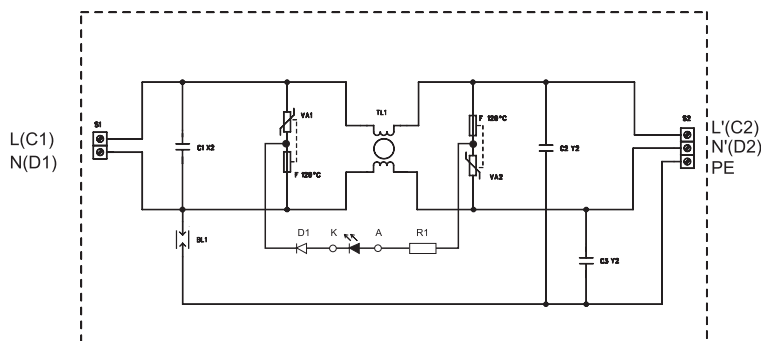 S1
L(C1)
N(D1)
C1 X2
VA1
F 120°C
TL1
F 120°C
VA2
C2 Y2
S2
L'(C2)
N'(D2)
PE
BL1
D1
K
A
R1
C3 Y2